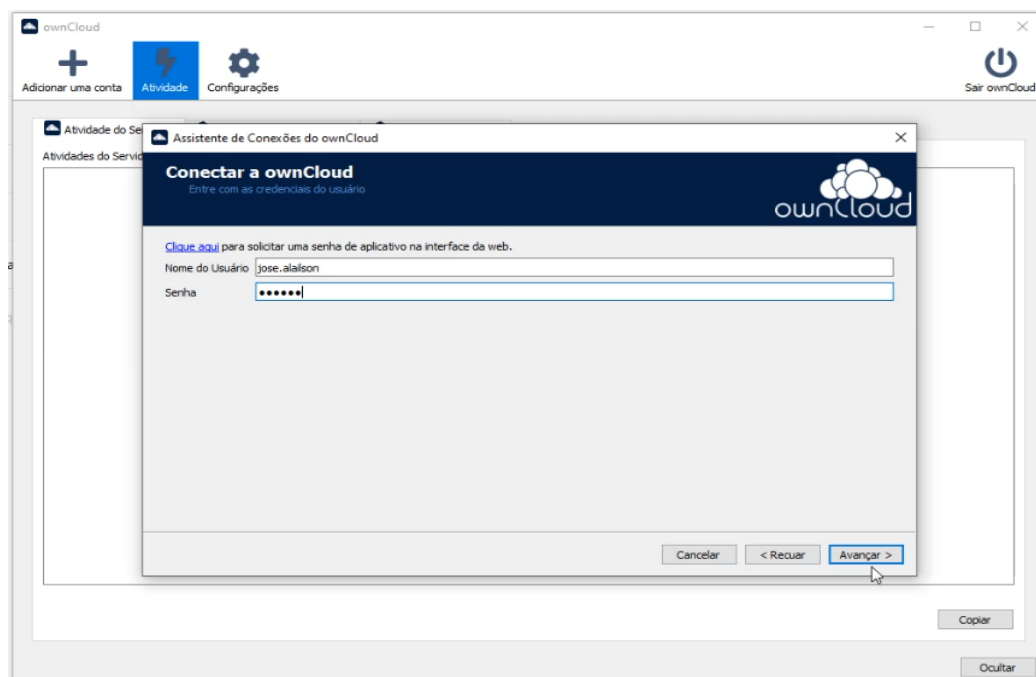 ownCloud
Adicionar uma conta
Atividade
Configurações
Sair ownCloud
Atividade do Se
Atividades do Servid
Assistente de Conexões do ownCloud
Conectar a ownCloud
Entre com as credenciais do usuário
ownCloud
Clique aqui para solicitar uma senha de aplicativo na interface da web.
Nome do Usuário jose.alailson
Senha ••••••
Cancelar
< Recuar
Avançar >
Copiar
Ocultar